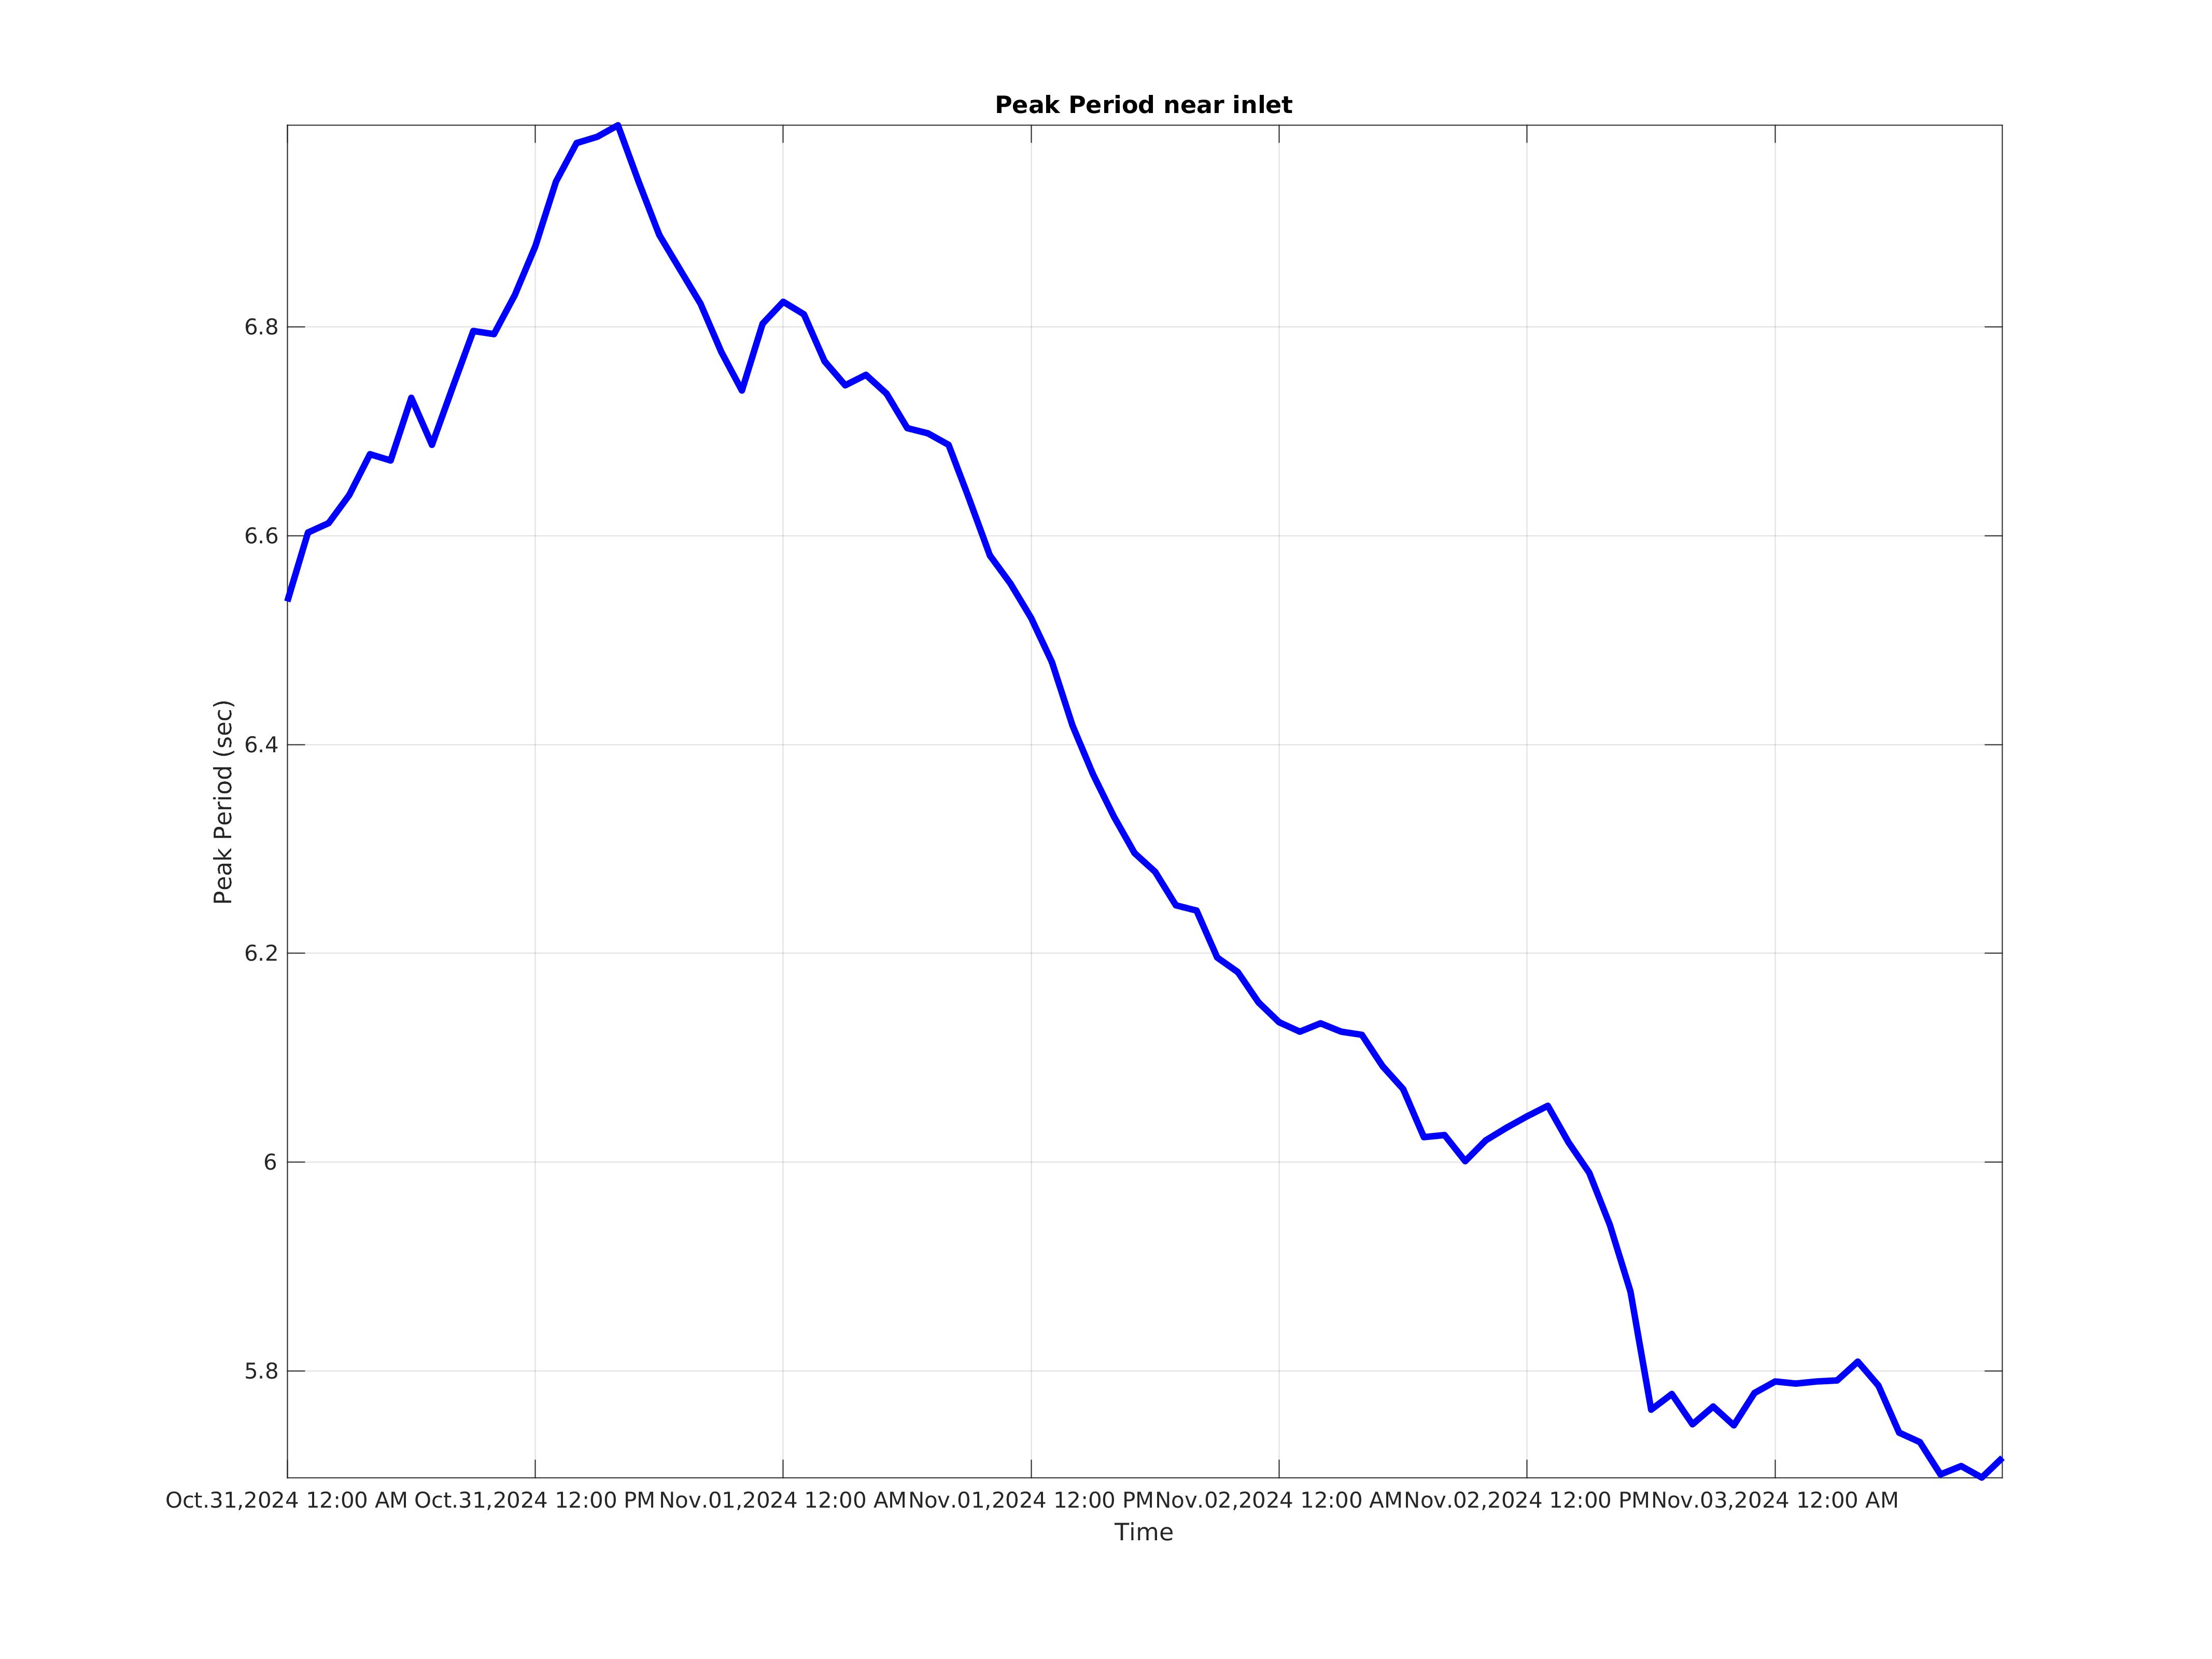 Peak Period near inlet
6.8
6.6
6.4
6.2
6
5.8
Peak Period (sec)
Oct.31,2024 12:00 AM Oct.31,2024 12:00 PM Nov.01,2024 12:00 AM Nov.01,2024 12:00 PM Nov.02,2024 12:00 AM Nov.02,2024 12:00 PM Nov.03,2024 12:00 AM
Time